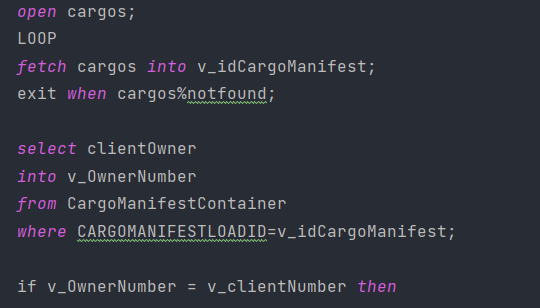 open cargos;
LOOP
fetch cargos into v_idCargoManifest;
exit when cargos%notfound;
select clientOwner
into v_OwnerNumber
from CargoManifestContainer
where CARGOMANIFESTLOADID=v_idCargoManifest;
if v_OwnerNumber = v_clientNumber then